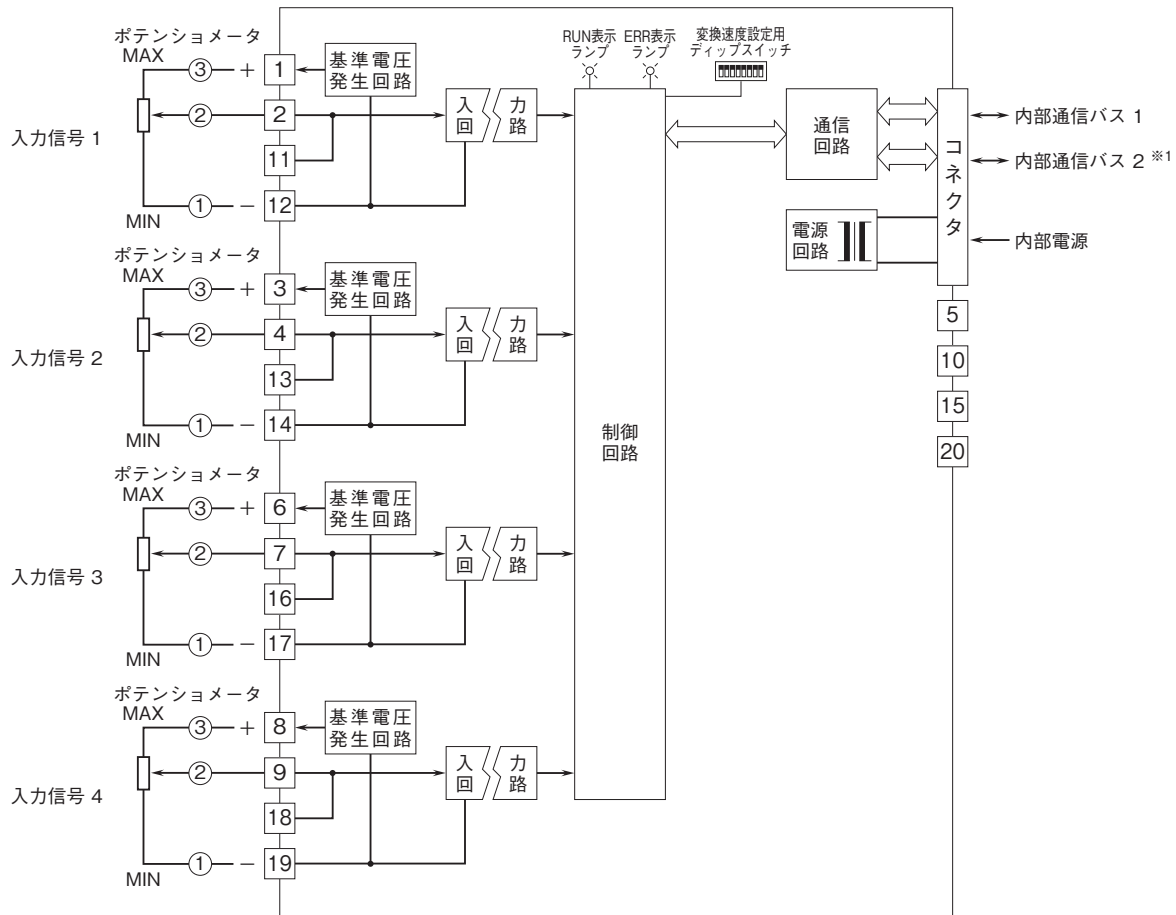 RUN表示
ランプ
ERR表示
ランプ
変換速度設定用
ディップスイッチ
ポテンショメータ
MAX
③ +
1
基準電圧
発生回路
入力信号 1
②
2
入 力
回 路
11
① −
12
MIN
ポテンショメータ
MAX
③ +
3
基準電圧
発生回路
入力信号 2
②
4
入 力
回 路
13
① −
14
MIN
ポテンショメータ
MAX
③ +
6
基準電圧
発生回路
入力信号 3
②
7
入 力
回 路
16
① −
17
MIN
ポテンショメータ
MAX
③ +
8
基準電圧
発生回路
入力信号 4
②
9
入 力
回 路
18
① −
19
MIN
制御
回路
通信
回路
電源
回路
コネクタ
内部通信バス 1
内部通信バス 2 ※1
内部電源
5
10
15
20